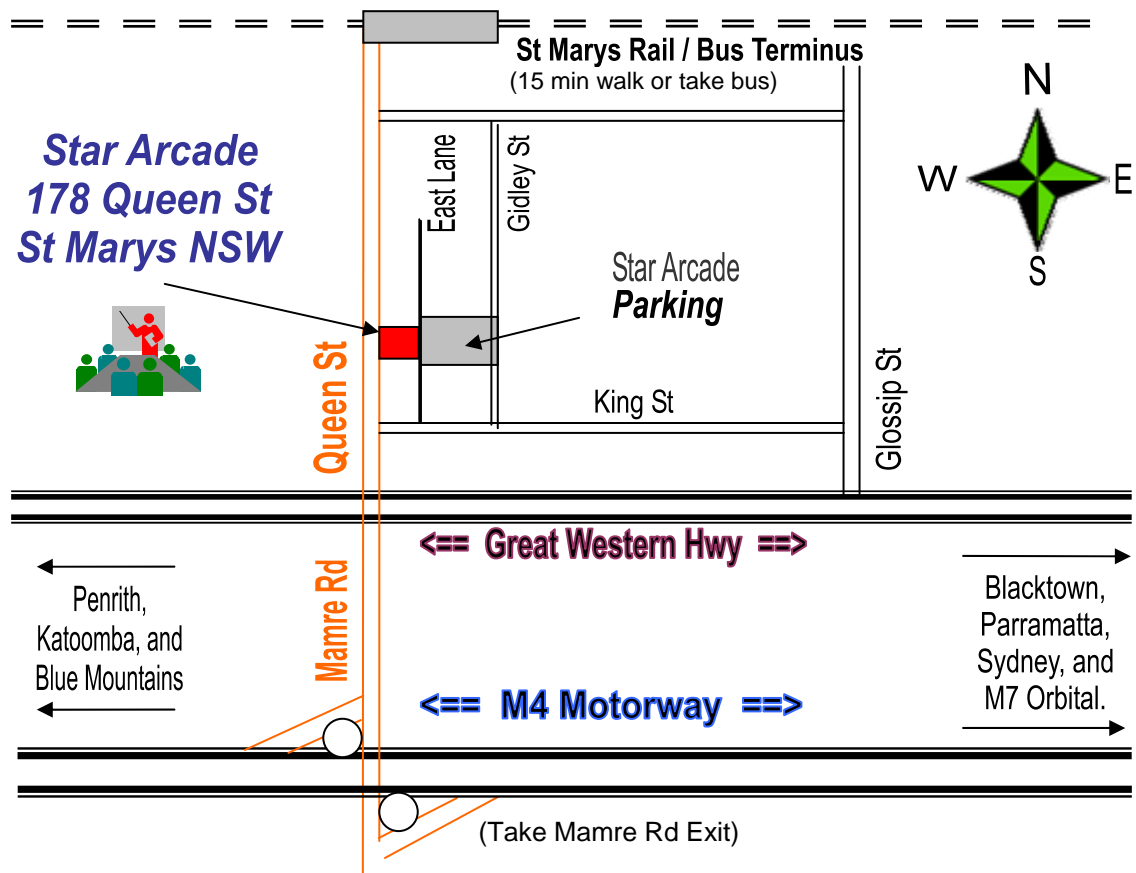 St Marys Rail / Bus Terminus
(15 min walk or take bus)
N
W
E
S
Star Arcade
178 Queen St
St Marys NSW
East Lane
Gidley St
Star Arcade
Parking
Queen St
King St
Glossip St
<== Great Western Hwy ==>
Mamre Rd
Penrith,
Katoomba, and
Blue Mountains
Blacktown,
Parramatta,
Sydney, and
M7 Orbital.
<== M4 Motorway ==>
(Take Mamre Rd Exit)